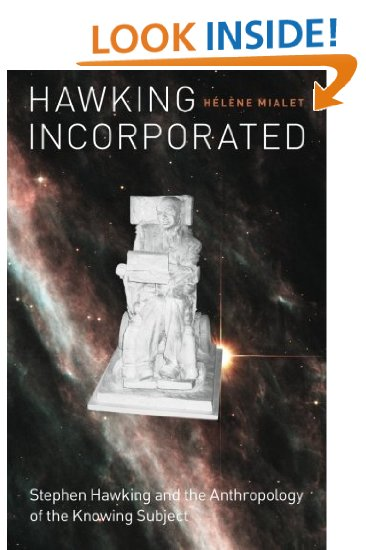 LOOK INSIDE!
HAWKING
HÉLÈNE MIALET
INCORPORATED
Stephen Hawking and the Anthropology
of the Knowing Subject